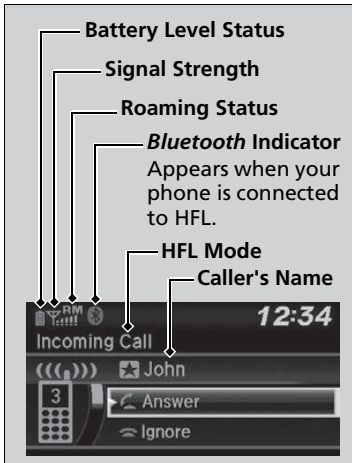 Battery Level Status
Signal Strength
Roaming Status
Bluetooth Indicator
Appears when your
phone is connected
to HFL.
HFL Mode
Caller's Name
RM
12:34
Incoming Call
John
3
Answer
Ignore